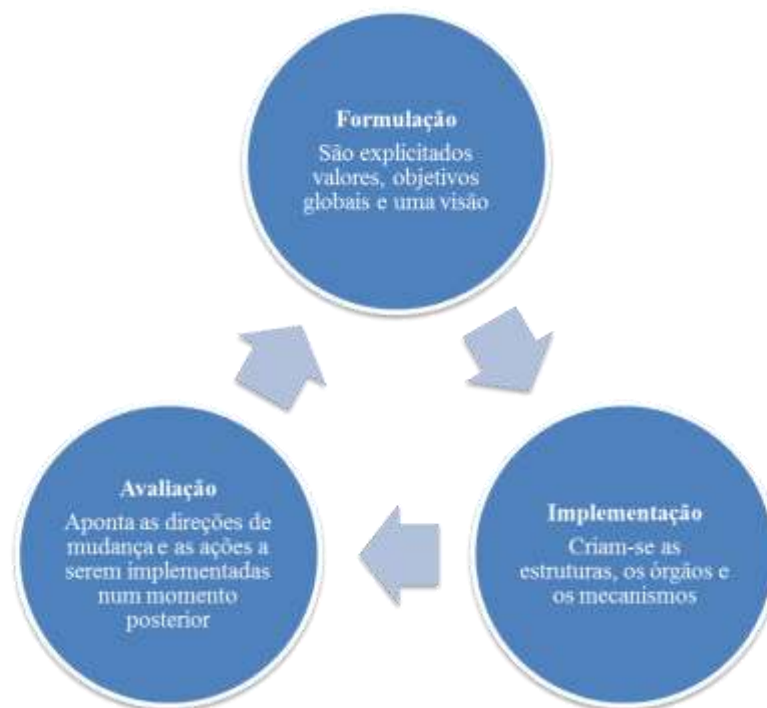 Formulação
São explicitados
valores, objetivos
globais e uma visão
Avaliação
Aponta as direções de
mudança e as ações a
serem implementadas
num momento
posterior
Implementação
Criam-se as
estruturas, os órgãos e
os mecanismos